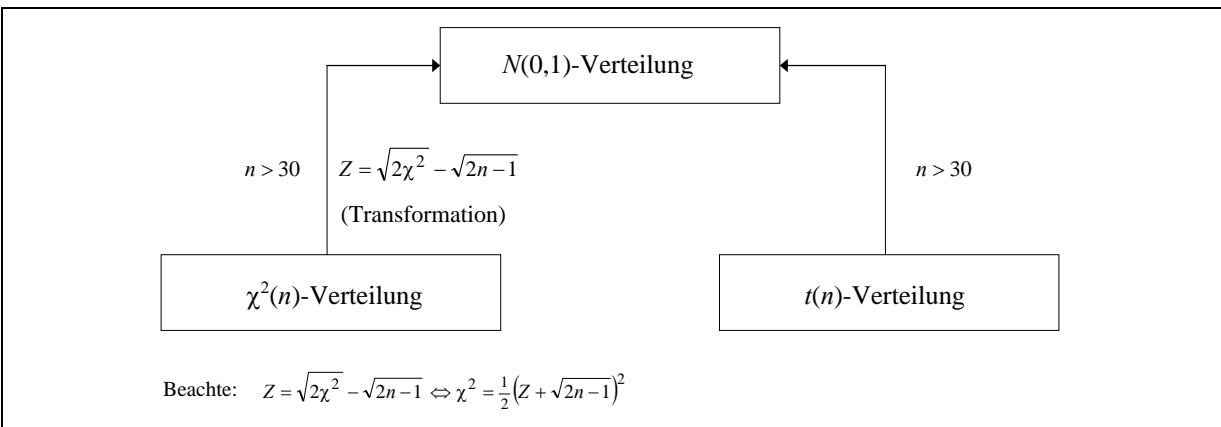 N(0,1)-Verteilung
n > 30
Z = √(2χ²) − √(2n−1)
(Transformation)
n > 30
χ²(n)-Verteilung
t(n)-Verteilung
Beachte: Z = √(2χ²) − √(2n−1) ⇔ χ² = ½(Z + √(2n−1))²